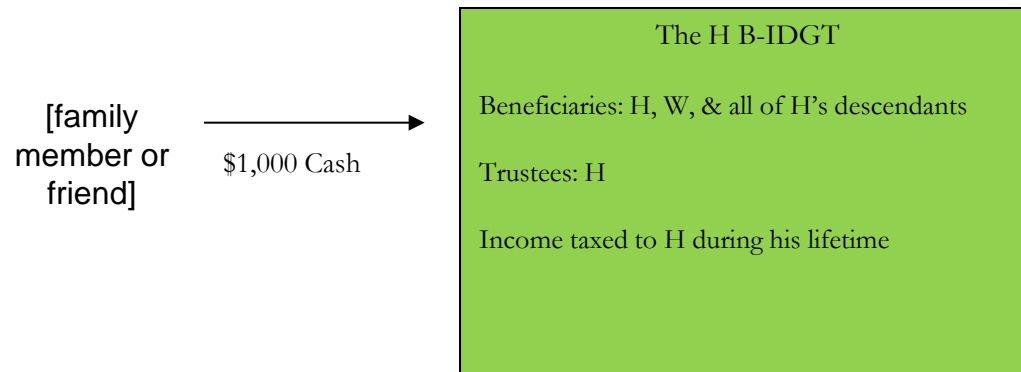 The H B-IDGT
[family
member or
friend]
$1,000 Cash
Beneficiaries: H, W, & all of H’s descendants
Trustees: H
Income taxed to H during his lifetime